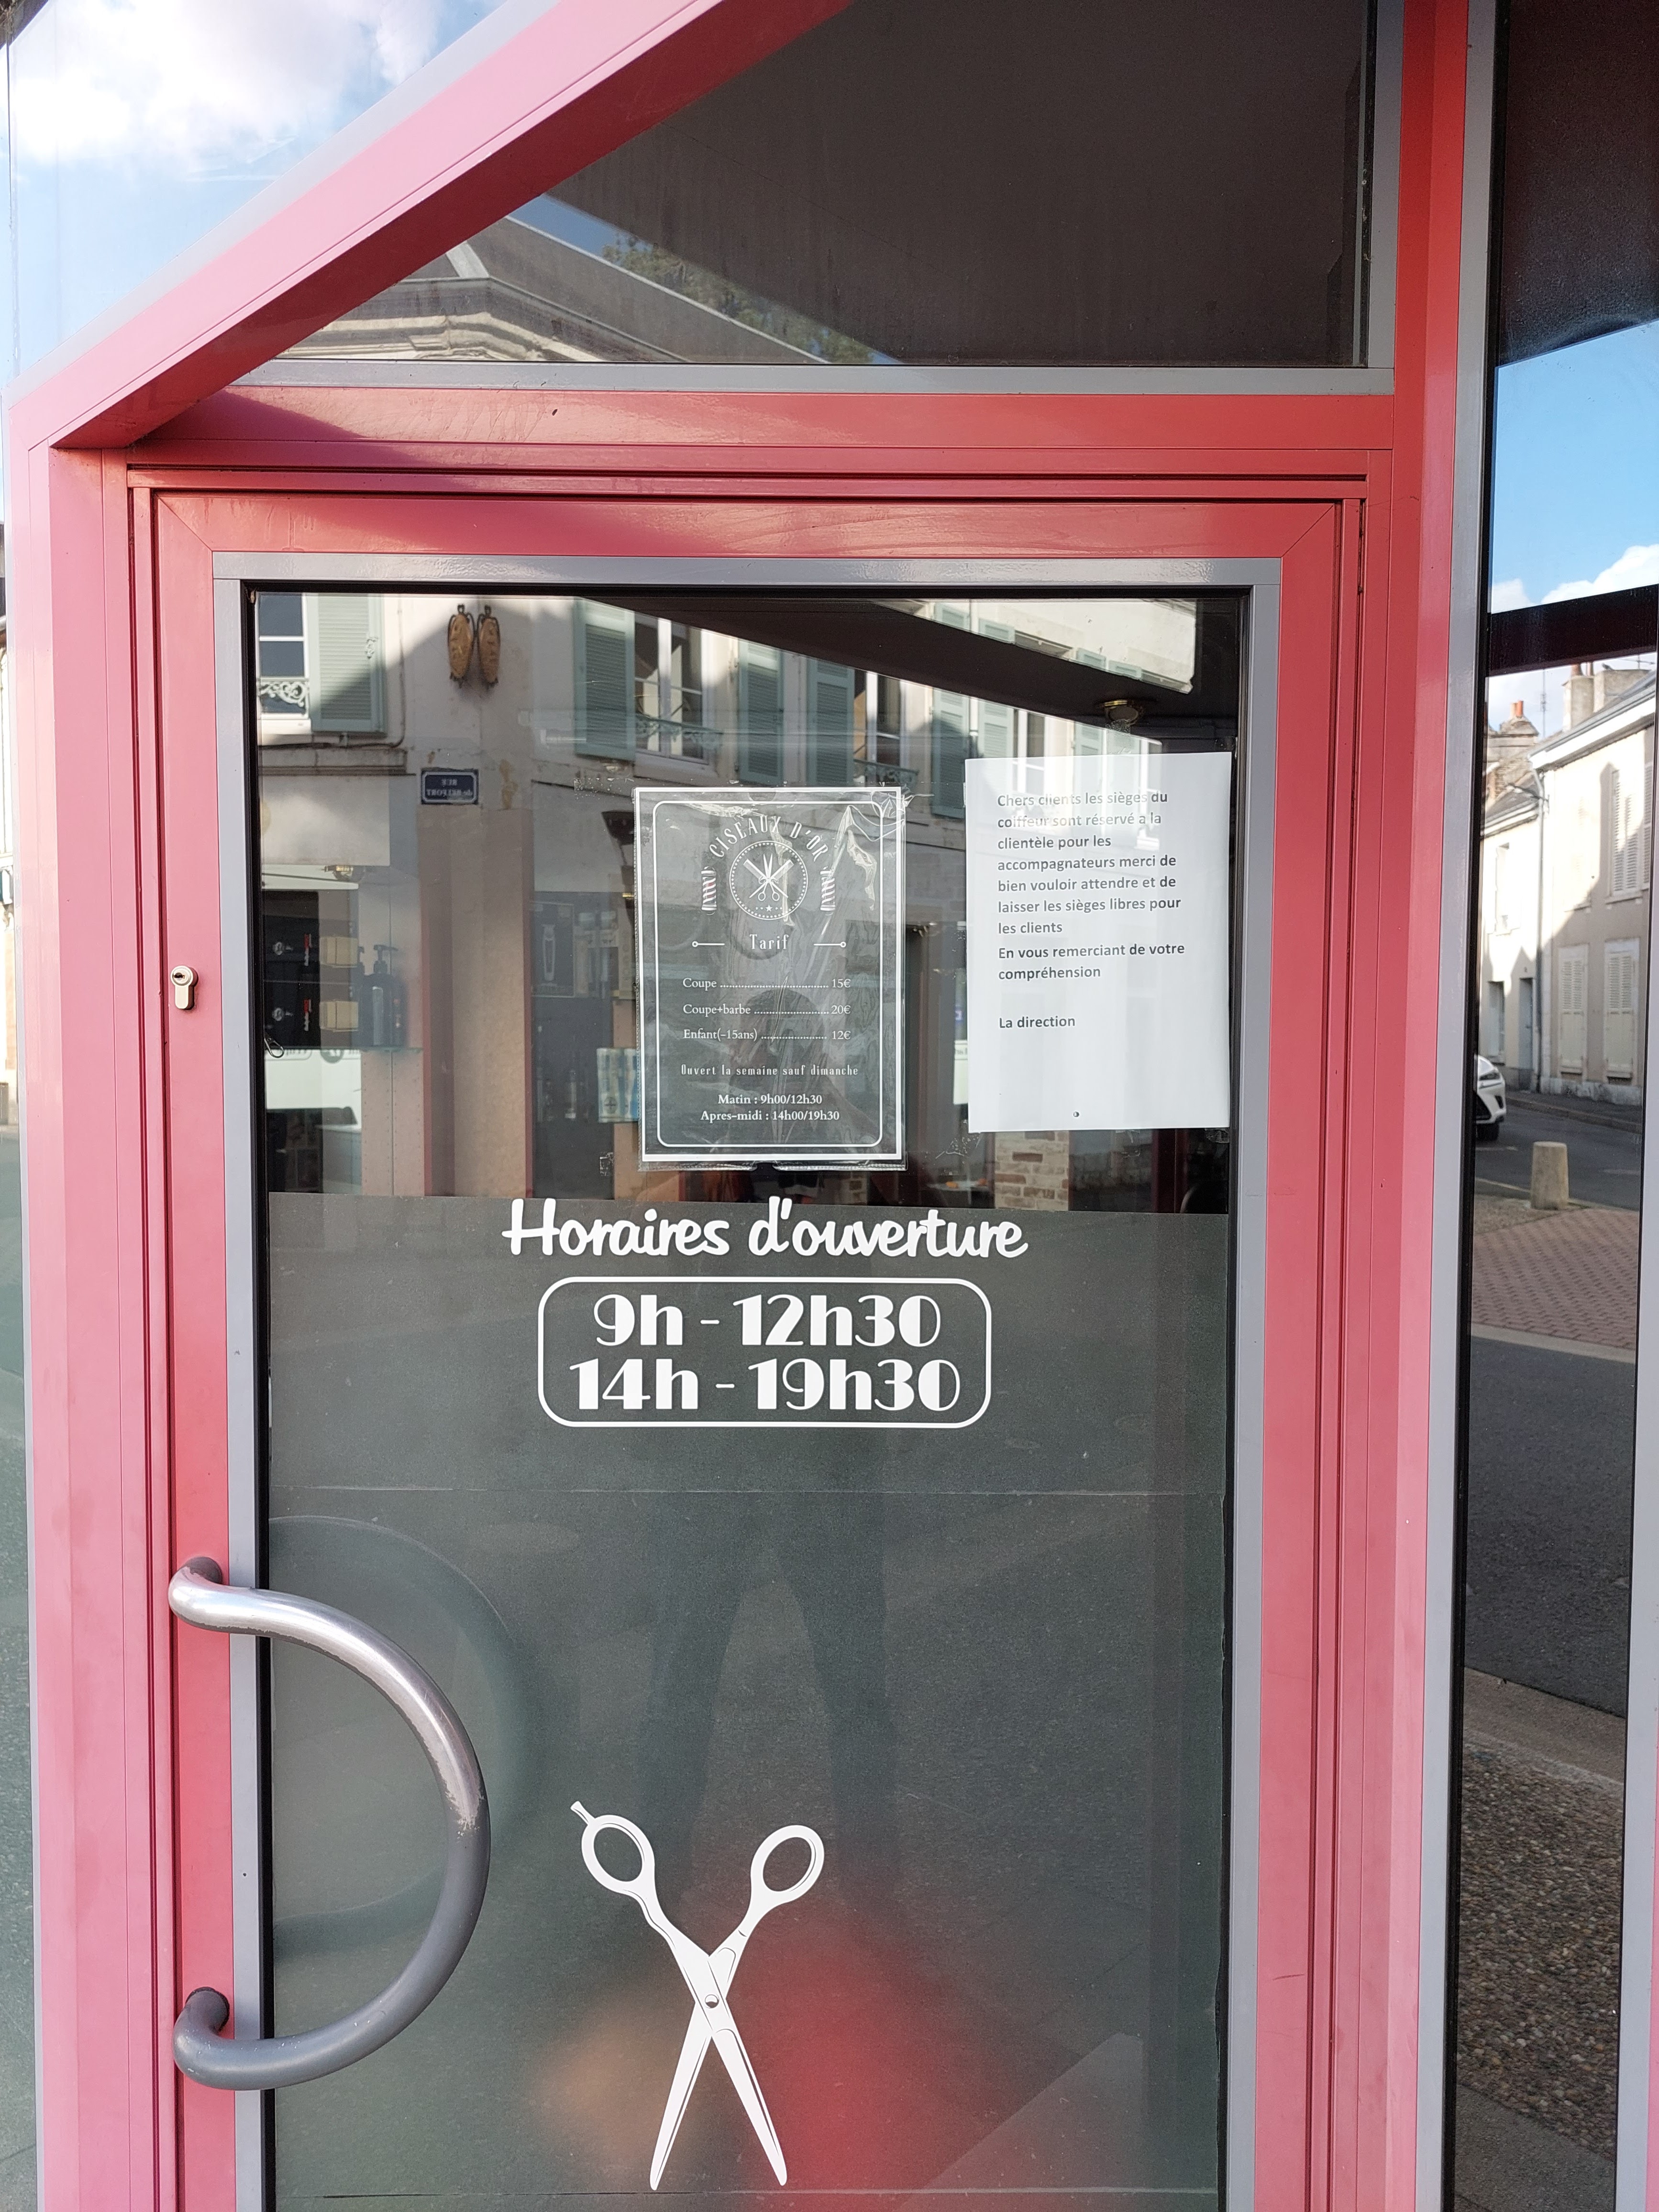 CISEAUX D'OR
Tarif
Coupe ................................ 15€
Coupe+barbe ...................... 20€
Enfant(-15ans) .................... 12€
Ouvert la semaine sauf dimanche
Matin : 9h00/12h30
Apres-midi : 14h00/19h30
Chers clients les sièges du
coiffeur sont réservé a la
clientèle pour les
accompagnateurs merci de
bien vouloir attendre et de
laisser les sièges libres pour
les clients
En vous remerciant de votre
compréhension
La direction
Horaires d'ouverture
9h - 12h30
14h - 19h30